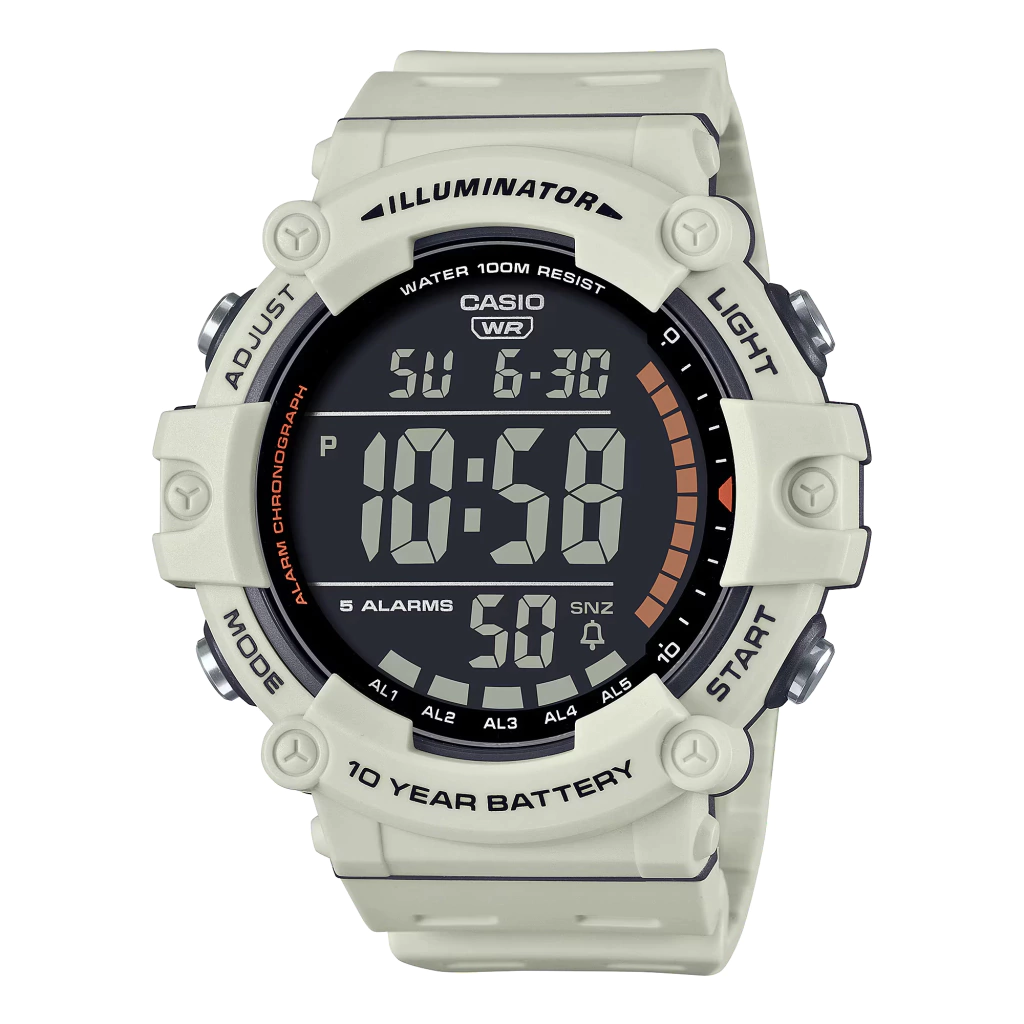 ILLUMINATOR
WATER 100M RESIST
CASIO
WR
ADJUST
LIGHT
SU 6-30
0
ALARM CHRONOGRAPH
P 10:58
5 ALARMS 50 SNZ
10
MODE
START
AL1 AL2 AL3 AL4 AL5
10 YEAR BATTERY